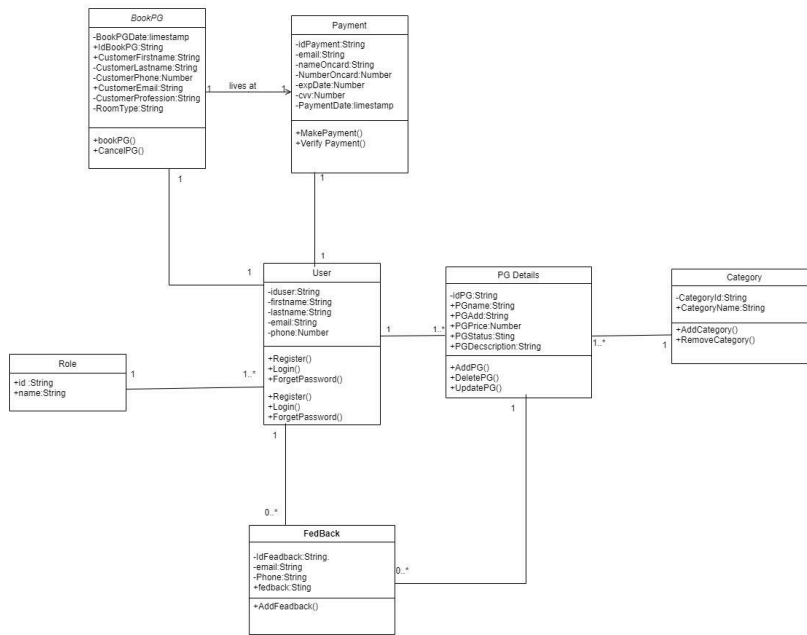 BookPG
-BookPGDate:limestamp
+IdBookPG:String
+CustomerFirstname:String
-CustomerLastname:String
-CustomerPhone:Number
+CustomerEmail:String
-CustomerProfession:String
-RoomType:String
+bookPG()
+CancelPG()
1
lives at
1
Payment
-idPayment:String
-email:String
-nameOncard:String
-NumberOncard:Number
-expDate:Number
-cvv:Number
-PaymentDate:limestamp
+MakePayment()
+Verify Payment()
1
1
1
1
User
-iduser:String
-firstname:String
-lastname:String
-email:String
-phone:Number
+Register()
+Login()
+ForgetPassword()
+Register()
+Login()
+ForgetPassword()
1
1..*
PG Details
-idPG:String
+PGname:String
+PGAdd:String
+PGPrice:Number
+PGStatus:Sting
+PGDecscription:String
+AddPG()
+DeletePG()
+UpdatePG()
1..*
1
Category
-CategoryId:String
+CategoryName:String
+AddCategory()
+RemoveCategory()
Role
+id :String
+name:String
1
1..*
1
1
0..*
0..*
FedBack
-IdFeadback:String.
-email:String
-Phone:String
+fedback:Sting
+AddFeadback()